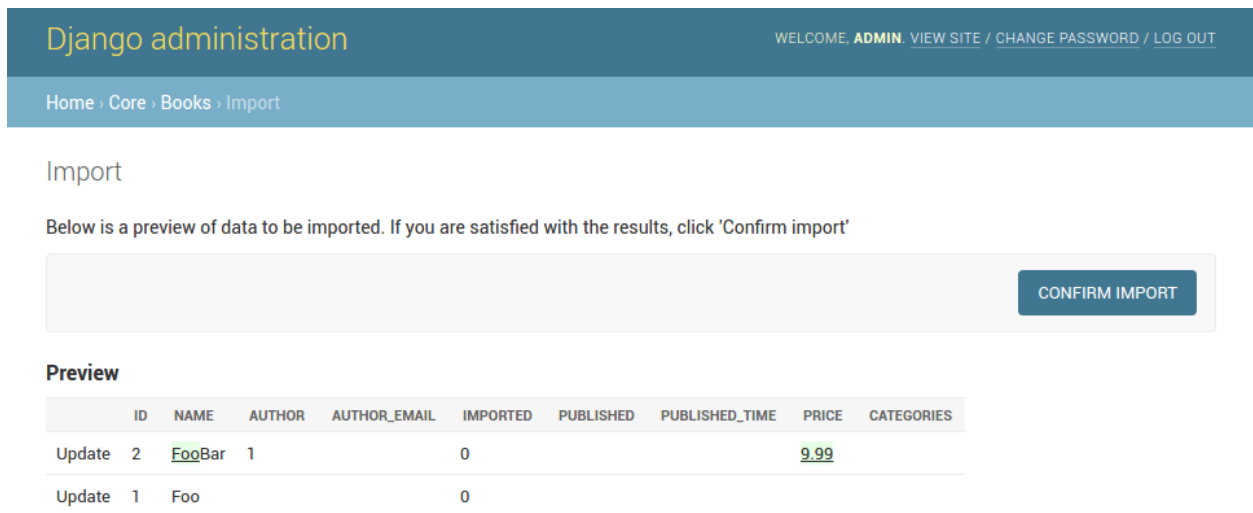 Django administration
WELCOME, ADMIN. VIEW SITE / CHANGE PASSWORD / LOG OUT
Home › Core › Books › Import
Import
Below is a preview of data to be imported. If you are satisfied with the results, click 'Confirm import'
CONFIRM IMPORT
Preview
ID NAME AUTHOR AUTHOR_EMAIL IMPORTED PUBLISHED PUBLISHED_TIME PRICE CATEGORIES
Update 2 FooBar 1 0 9.99
Update 1 Foo 0